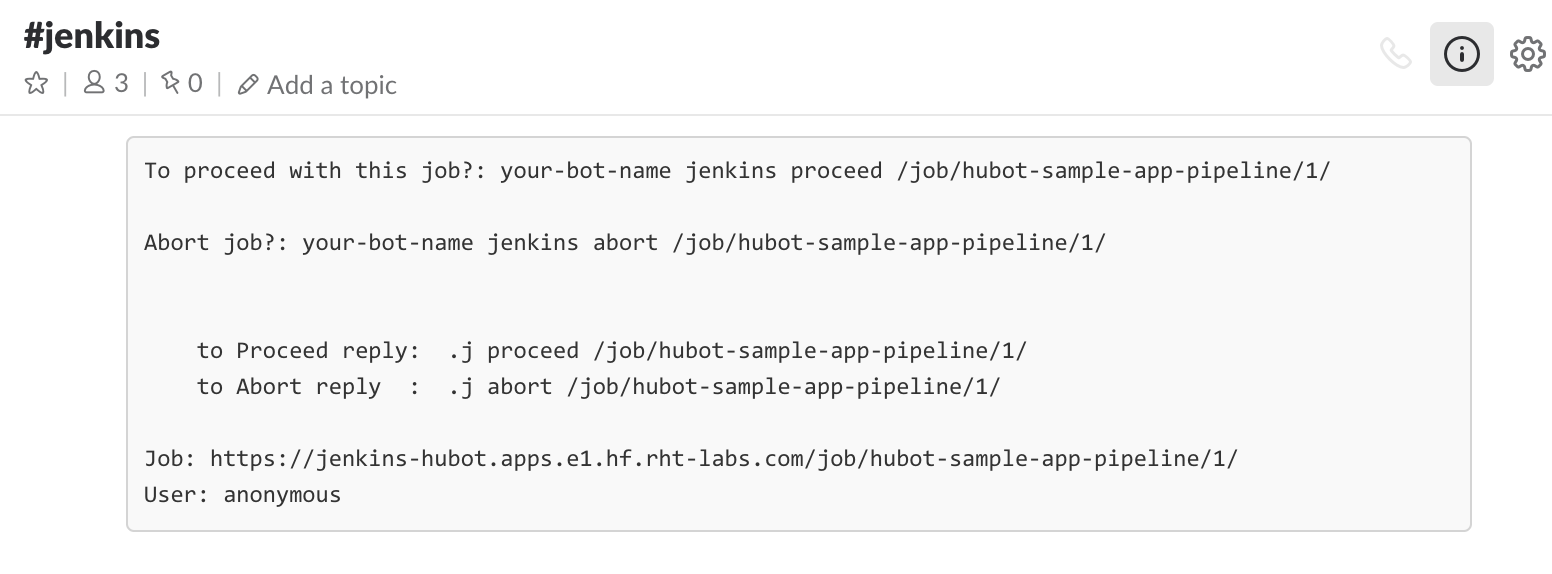 #jenkins
3 | 0 | Add a topic
To proceed with this job?: your-bot-name jenkins proceed /job/hubot-sample-app-pipeline/1/
Abort job?: your-bot-name jenkins abort /job/hubot-sample-app-pipeline/1/
to Proceed reply:  .j proceed /job/hubot-sample-app-pipeline/1/
to Abort reply  :  .j abort /job/hubot-sample-app-pipeline/1/
Job: https://jenkins-hubot.apps.e1.hf.rht-labs.com/job/hubot-sample-app-pipeline/1/
User: anonymous